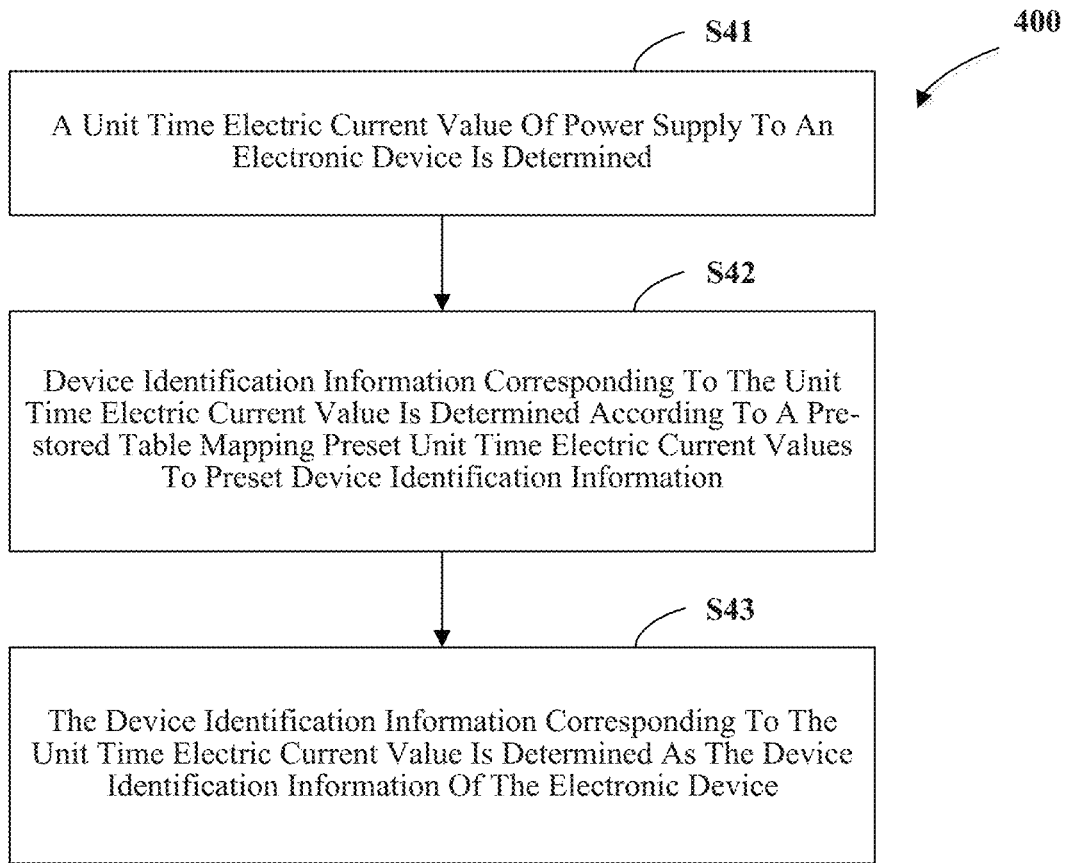 400
S41
A Unit Time Electric Current Value Of Power Supply To An
Electronic Device Is Determined
S42
Device Identification Information Corresponding To The Unit
Time Electric Current Value Is Determined According To A Pre-
stored Table Mapping Preset Unit Time Electric Current Values
To Preset Device Identification Information
S43
The Device Identification Information Corresponding To The
Unit Time Electric Current Value Is Determined As The Device
Identification Information Of The Electronic Device